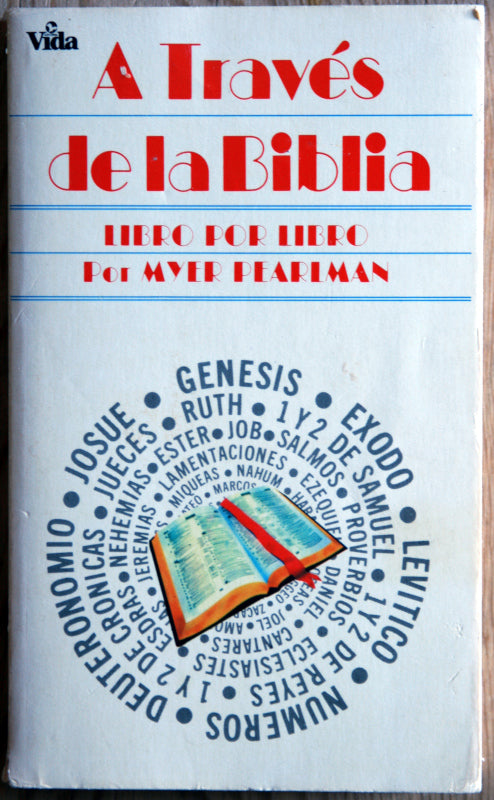 Vida
A Través
de la Biblia
LIBRO POR LIBRO
Por MYER PEARLMAN
GENESIS • EXODO • LEVITICO • NUMEROS • DEUTERONOMIO • JOSUE •
JUECES • RUTH • 1 Y 2 DE SAMUEL • 1 Y 2 DE REYES • 1 Y 2 DE CRONICAS •
ESDRAS • NEHEMIAS • ESTER • JOB • SALMOS • PROVERBIOS • ECLESIASTES •
CANTARES
JEREMIAS • LAMENTACIONES
DANIEL
JOEL
MIQUEAS • NAHUM
MARCOS